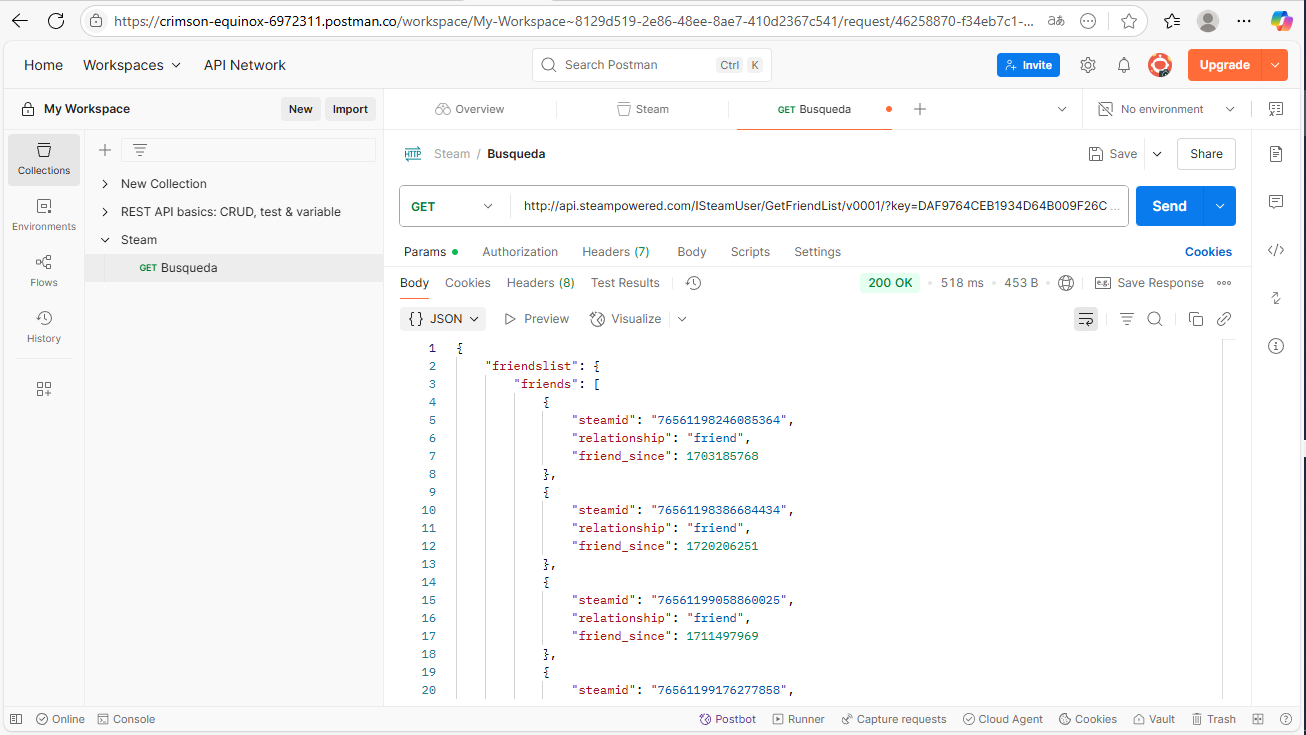 https://crimson-equinox-6972311.postman.co/workspace/My-Workspace~8129d519-2e86-48ee-8ae7-410d2367c541/request/46258870-f34eb7c1-...
Home Workspaces API Network Search Postman Ctrl K Invite Upgrade
My Workspace New Import Overview Steam GET Busqueda No environment
Collections
Environments
Flows
History
New Collection
REST API basics: CRUD, test & variable
Steam
GET Busqueda
HTTP Steam / Busqueda Save Share
GET http://api.steampowered.com/ISteamUser/GetFriendList/v0001/?key=DAF9764CEB1934D64B009F26C ... Send
Params Authorization Headers (7) Body Scripts Settings Cookies
Body Cookies Headers (8) Test Results 200 OK 518 ms 453 B Save Response
{} JSON Preview Visualize
1 {
2 "friendslist": {
3 "friends": [
4 {
5 "steamid": "76561198246085364",
6 "relationship": "friend",
7 "friend_since": 1703185768
8 },
9 {
10 "steamid": "76561198386684434",
11 "relationship": "friend",
12 "friend_since": 1720206251
13 },
14 {
15 "steamid": "76561199058860025",
16 "relationship": "friend",
17 "friend_since": 1711497969
18 },
19 {
20 "steamid": "76561199176277858",
Online Console Postbot Runner Capture requests Cloud Agent Cookies Vault Trash